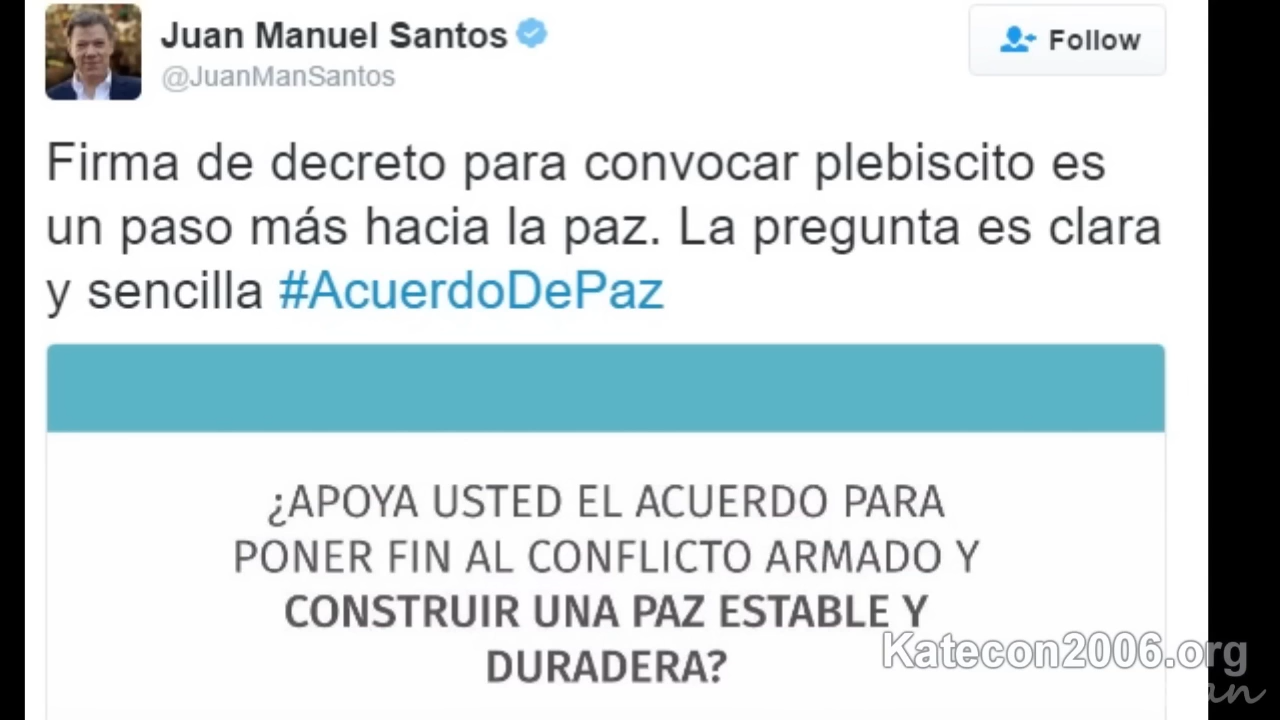 Juan Manuel Santos
@JuanManSantos
Follow
Firma de decreto para convocar plebiscito es
un paso más hacia la paz. La pregunta es clara
y sencilla #AcuerdoDePaz
¿APOYA USTED EL ACUERDO PARA
PONER FIN AL CONFLICTO ARMADO Y
CONSTRUIR UNA PAZ ESTABLE Y
DURADERA?
Katecon2006.org